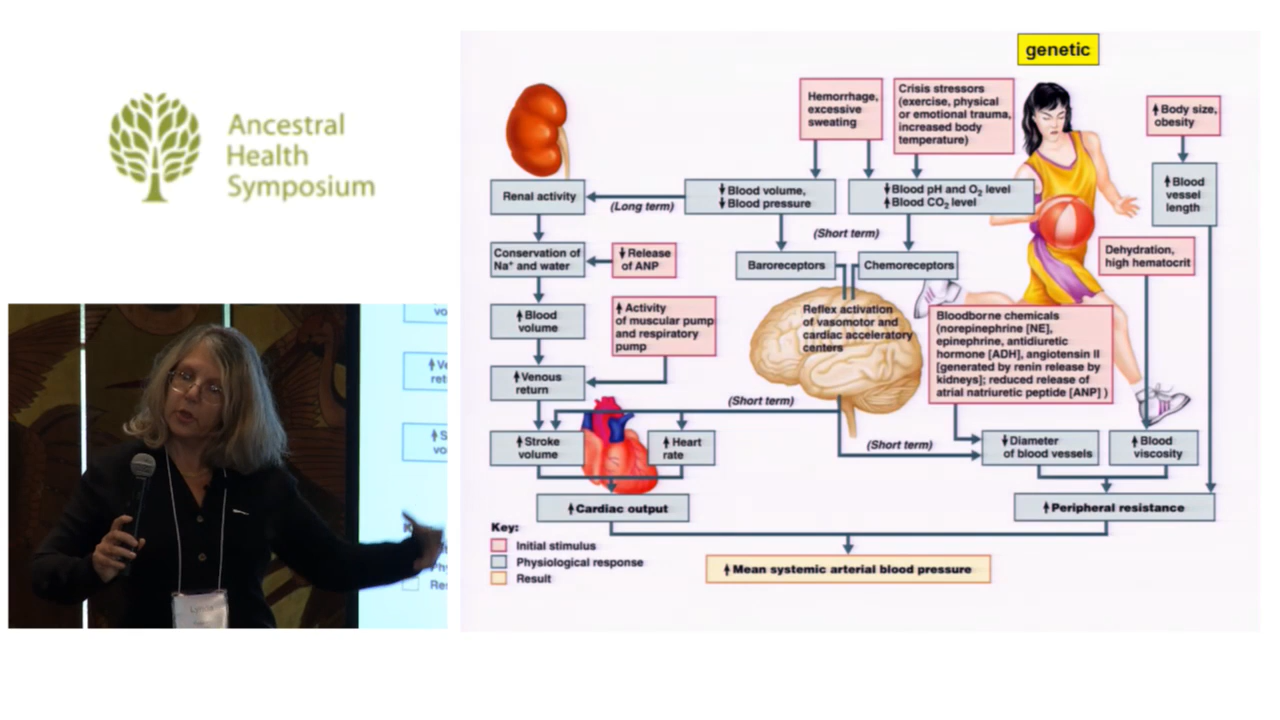 Ancestral
Health
Symposium
genetic
Hemorrhage,
excessive
sweating
Crisis stressors
(exercise, physical
or emotional trauma,
increased body
temperature)
↑ Body size,
obesity
Renal activity
(Long term)
↓ Blood volume,
↓ Blood pressure
↓ Blood pH and O₂ level
↑ Blood CO₂ level
↑ Blood
vessel
length
(Short term)
Conservation of
Na⁺ and water
↓ Release
of ANP
Baroreceptors
Chemoreceptors
Dehydration,
high hematocrit
↑ Blood
volume
↑ Activity
of muscular pump
and respiratory
pump
Reflex activation
of vasomotor and
cardiac acceleratory
centers
Bloodborne chemicals
(norepinephrine [NE],
epinephrine, antidiuretic
hormone [ADH], angiotensin II
[generated by renin release by
kidneys]; reduced release of
atrial natriuretic peptide [ANP] )
↑ Venous
return
(Short term)
(Short term)
↑ Stroke
volume
↑ Heart
rate
↓ Diameter
of blood vessels
↑ Blood
viscosity
↑ Cardiac output
↑ Peripheral resistance
Key:
Initial stimulus
Physiological response
Result
↑ Mean systemic arterial blood pressure
vo
↑ Ve
ret
↑ S
vo
Re
Lynda